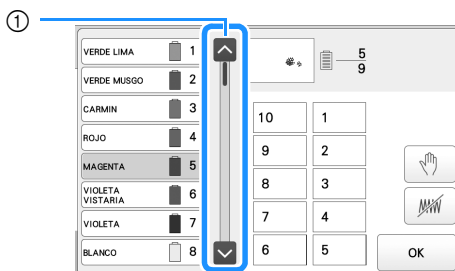 ①
VERDE LIMA 1
VERDE MUSGO 2
CARMIN 3
ROJO 4
MAGENTA 5
VIOLETA
VISTARIA 6
VIOLETA 7
BLANCO 8
5
9
10 1
9 2
8 3
7 4
6 5
OK